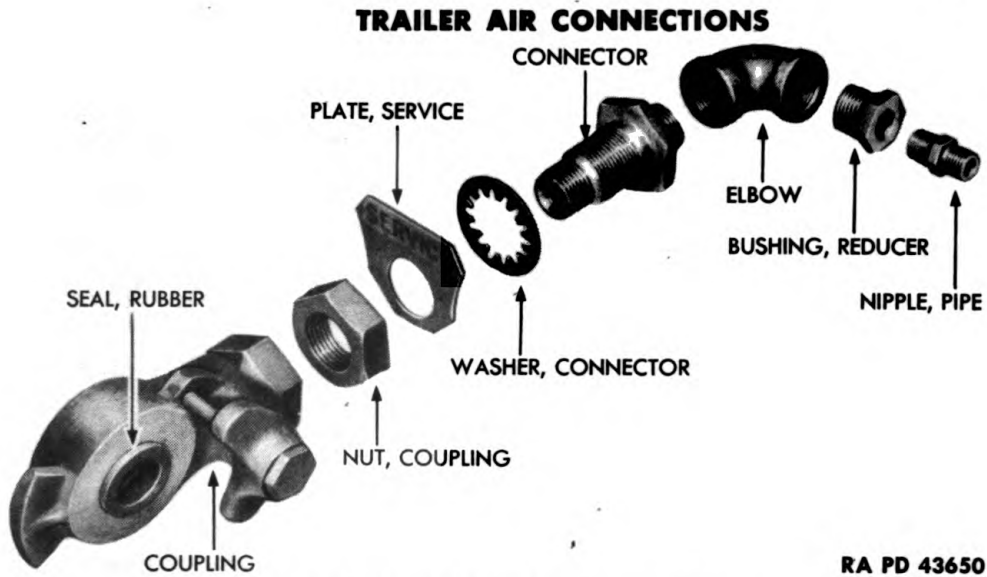 TRAILER AIR CONNECTIONS
CONNECTOR
PLATE, SERVICE
ELBOW
BUSHING, REDUCER
SEAL, RUBBER
NIPPLE, PIPE
WASHER, CONNECTOR
NUT, COUPLING
COUPLING
RA PD 43650